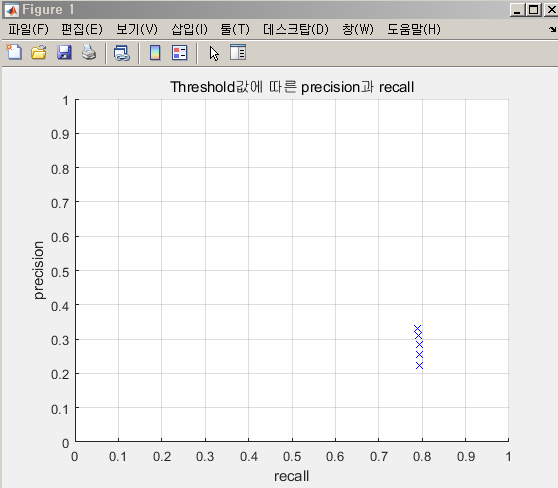 Figure 1
파일(F) 편집(E) 보기(V) 삽입(I) 툴(T) 데스크탑(D) 창(W) 도움말(H)
Threshold값에 따른 precision과 recall
1
0.9
0.8
0.7
0.6
0.5
0.4
0.3
0.2
0.1
0
precision
0 0.1 0.2 0.3 0.4 0.5 0.6 0.7 0.8 0.9 1
recall